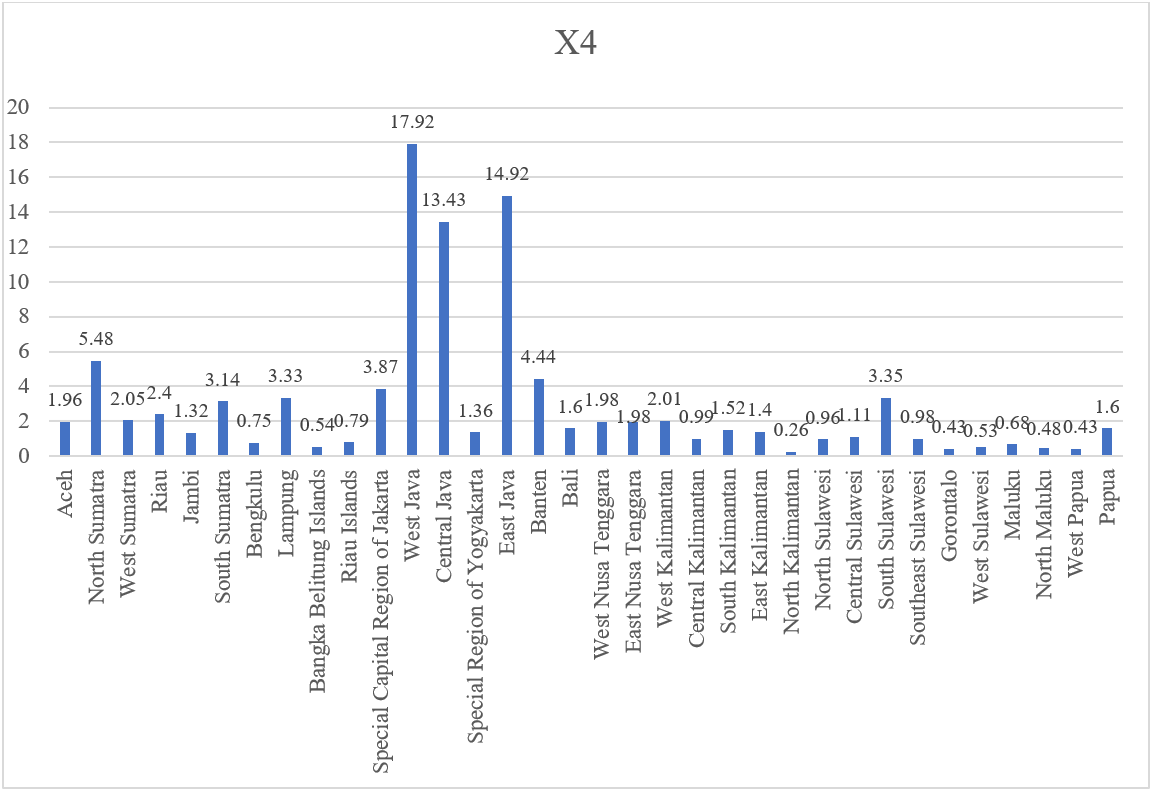 X4
20
18
16
14
12
10
8
6
4
2
0
1.96
5.48
2.05
2.4
1.32
3.14
0.75
3.33
0.54
0.79
3.87
17.92
13.43
1.36
14.92
4.44
1.6
1.98
1.98
2.01
0.99
1.52
1.4
0.26
0.96
1.11
3.35
0.98
0.43
0.53
0.68
0.48
0.43
1.6
Aceh
North Sumatra
West Sumatra
Riau
Jambi
South Sumatra
Bengkulu
Lampung
Bangka Belitung Islands
Riau Islands
Special Capital Region of Jakarta
West Java
Central Java
Special Region of Yogyakarta
East Java
Banten
Bali
West Nusa Tenggara
East Nusa Tenggara
West Kalimantan
Central Kalimantan
South Kalimantan
East Kalimantan
North Kalimantan
North Sulawesi
Central Sulawesi
South Sulawesi
Southeast Sulawesi
Gorontalo
West Sulawesi
Maluku
North Maluku
West Papua
Papua